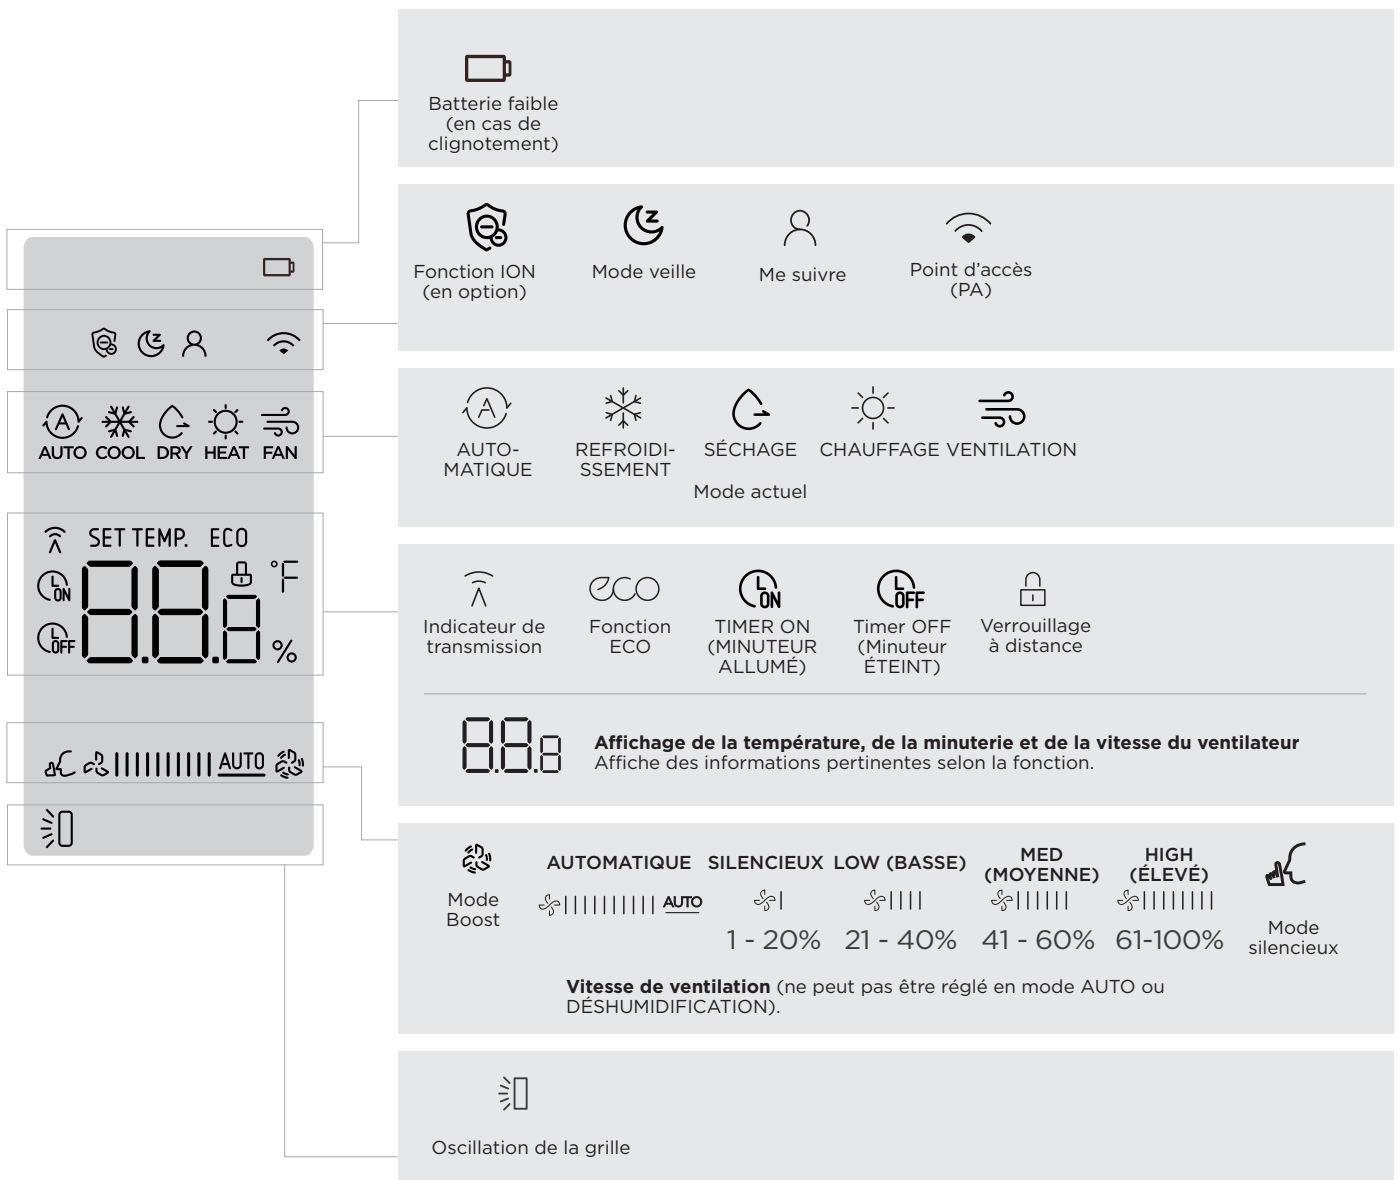 Batterie faible
(en cas de
clignotement)
Fonction ION
(en option)
Mode veille
Me suivre
Point d'accès
(PA)
AUTO COOL DRY HEAT FAN
AUTO-
MATIQUE
REFROIDI-
SSEMENT
SÉCHAGE
CHAUFFAGE
VENTILATION
Mode actuel
SET TEMP. ECO
ON
88.8
°F
OFF
%
eco
ON
OFF
Indicateur de
transmission
Fonction
ECO
TIMER ON
(MINUTEUR
ALLUMÉ)
Timer OFF
(Minuteur
ÉTEINT)
Verrouillage
à distance
88.8
Affichage de la température, de la minuterie et de la vitesse du ventilateur
Affiche des informations pertinentes selon la fonction.
AUTO
Mode
Boost
AUTOMATIQUE
AUTO
SILENCIEUX
1 - 20%
LOW (BASSE)
21 - 40%
MED
(MOYENNE)
41 - 60%
HIGH
(ÉLEVÉ)
61-100%
Mode
silencieux
Vitesse de ventilation (ne peut pas être réglé en mode AUTO ou
DÉSHUMIDIFICATION).
Oscillation de la grille